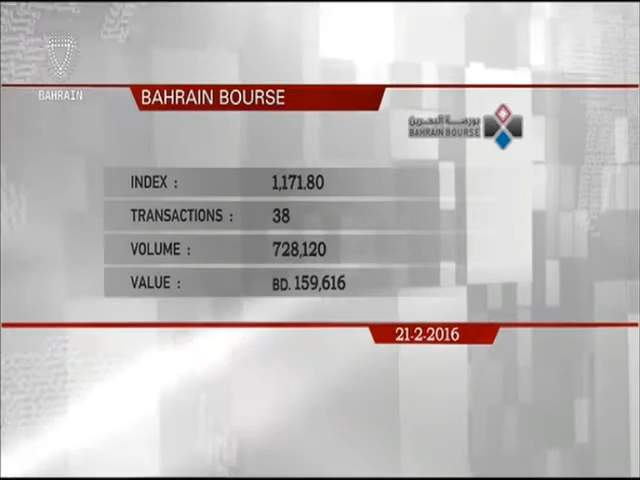 BAHRAIN
BAHRAIN BOURSE
بورصة البحرين
BAHRAIN BOURSE
INDEX : 1,171.80
TRANSACTIONS : 38
VOLUME : 728,120
VALUE : BD. 159,616
21-2-2016